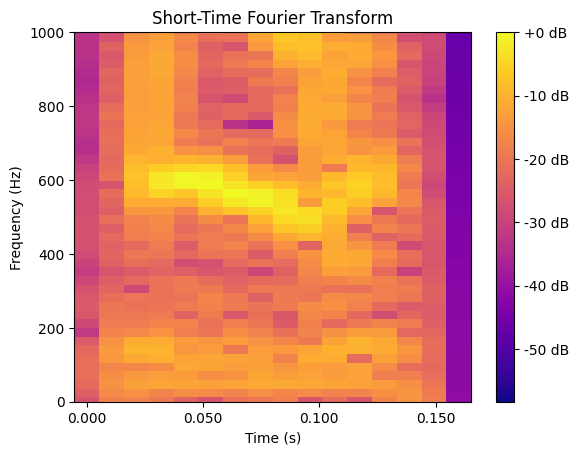 Short-Time Fourier Transform
1000
800
600
400
200
0
Frequency (Hz)
0.000
0.050
0.100
0.150
Time (s)
+0 dB
-10 dB
-20 dB
-30 dB
-40 dB
-50 dB